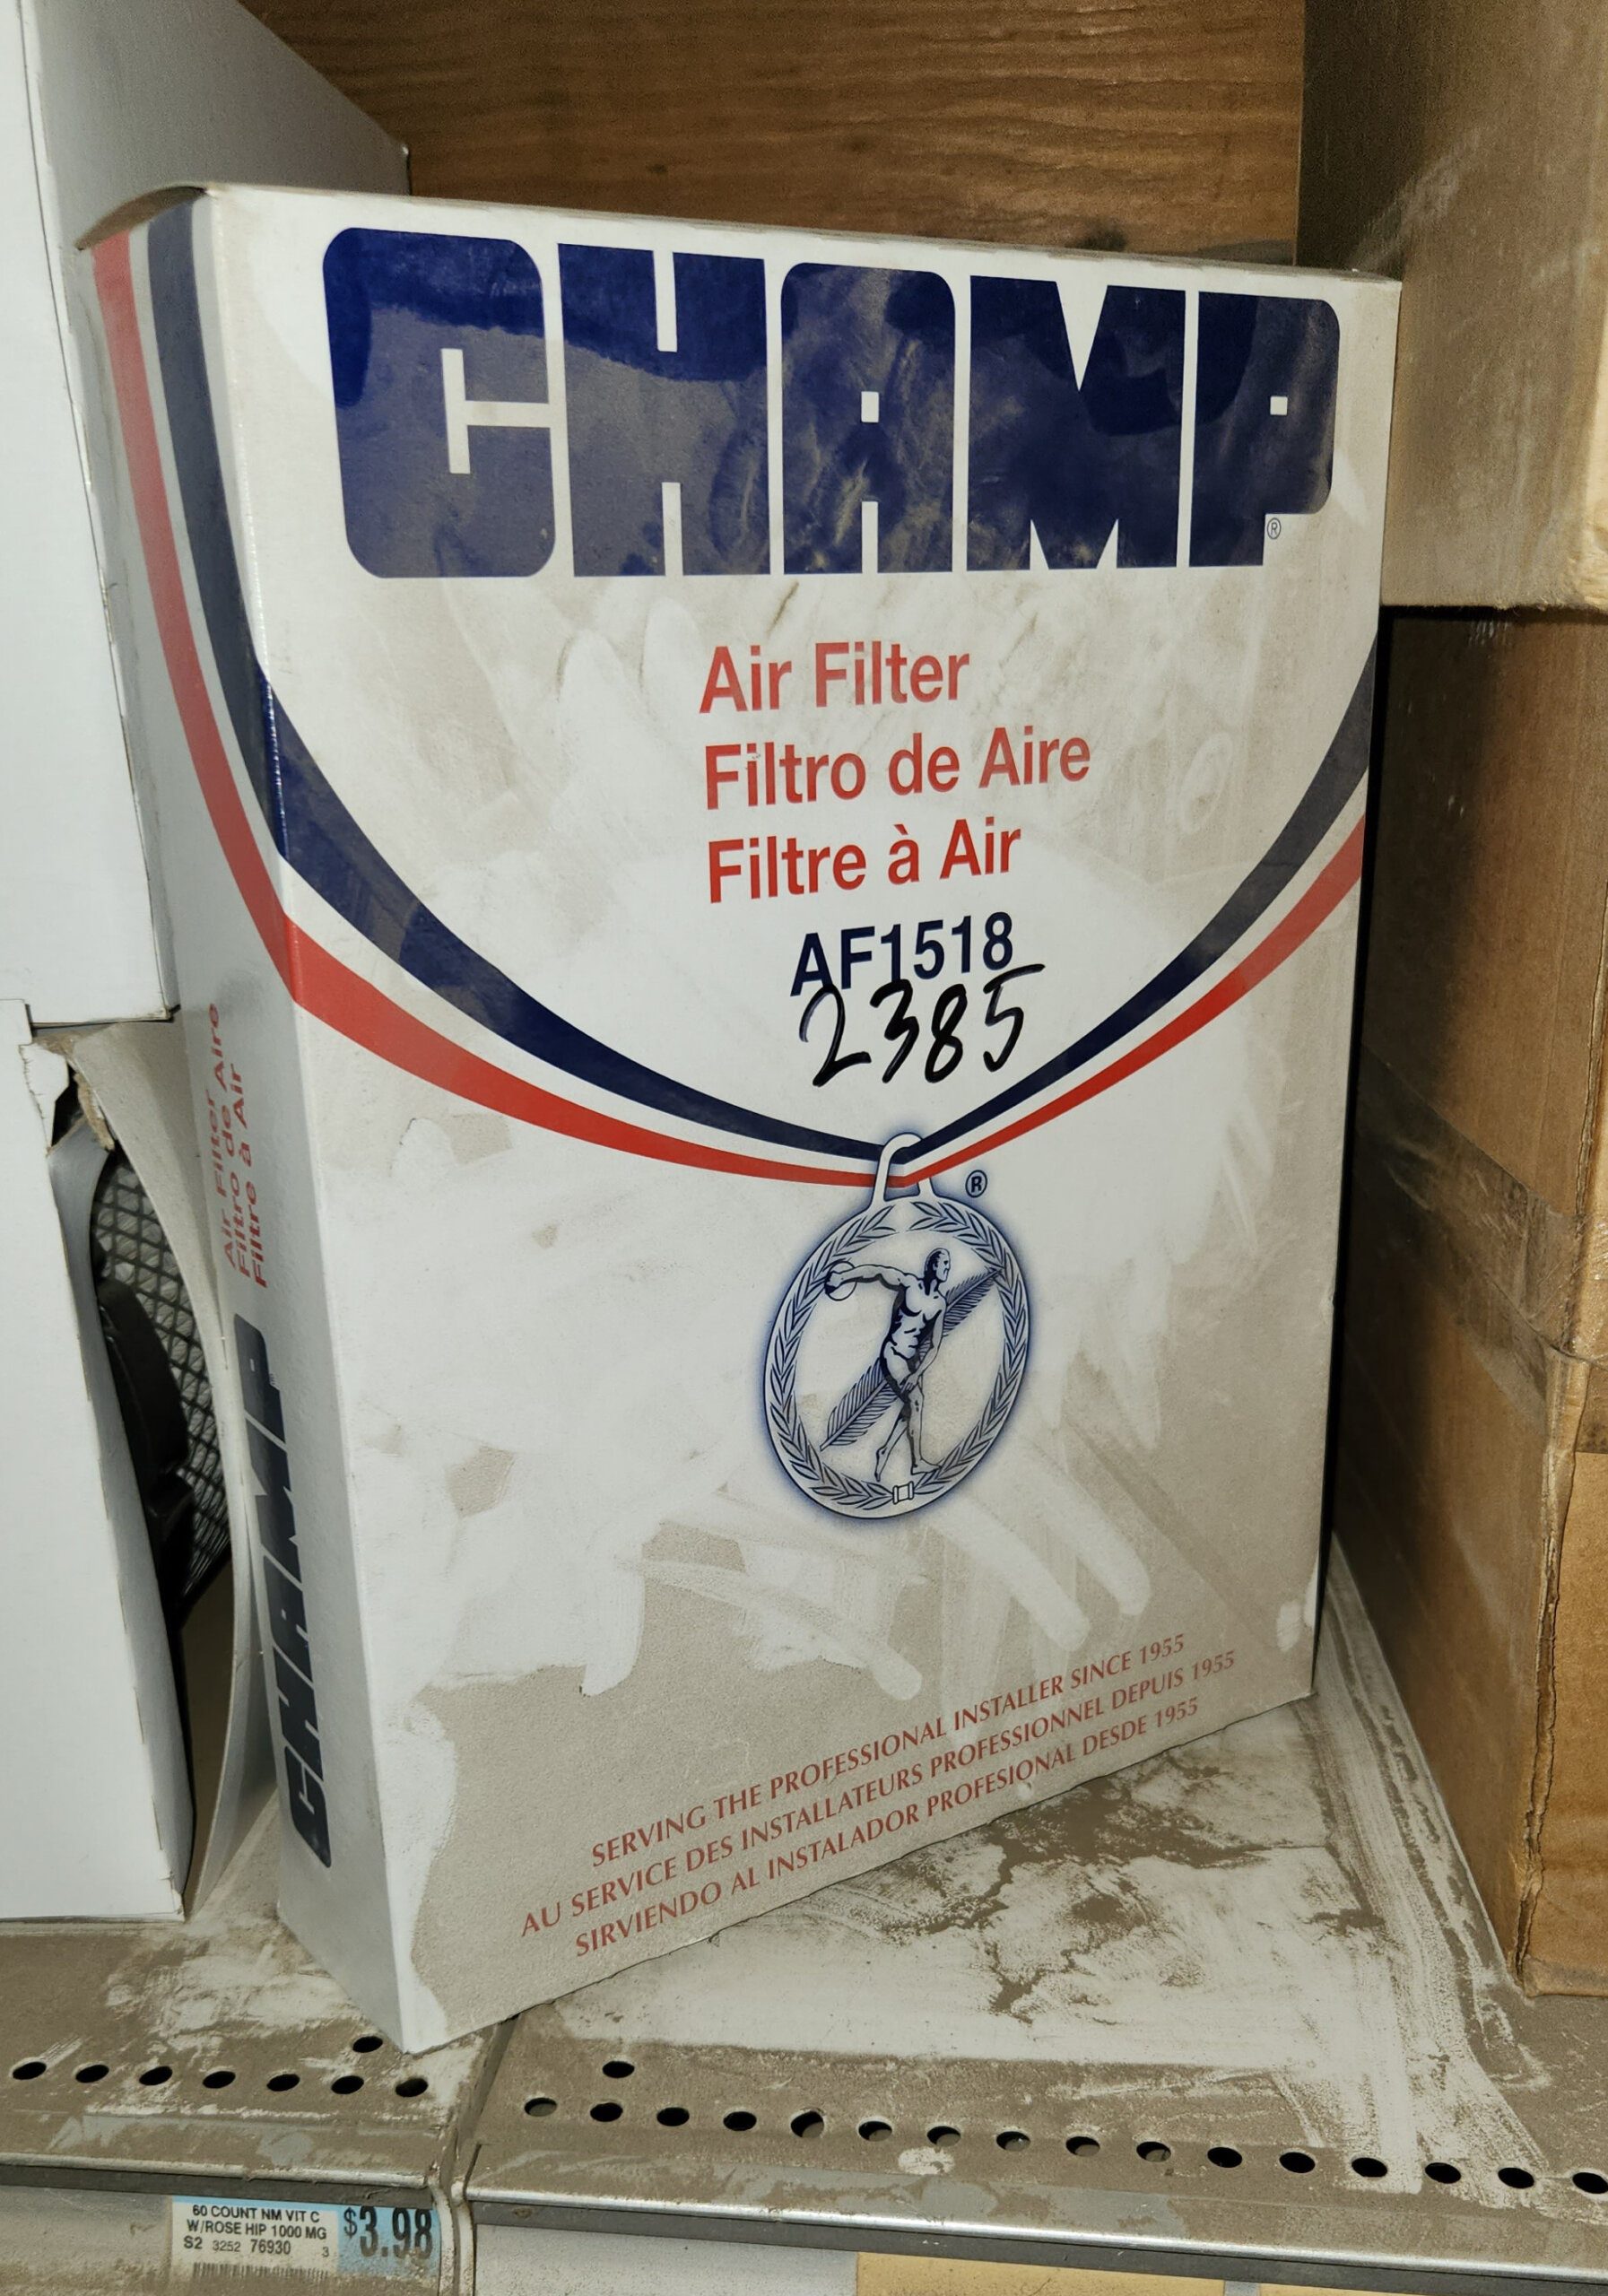 CHAMP®
Air Filter
Filtro de Aire
Filtre à Air
AF1518
2385
®
SERVING THE PROFESSIONAL INSTALLER SINCE 1955
AU SERVICE DES INSTALLATEURS PROFESSIONNEL DEPUIS 1955
SIRVIENDO AL INSTALADOR PROFESIONAL DESDE 1955
Air Filter
Filtro de Aire
Filtre à Air
CHAMP
60 COUNT NM VIT C
W/ROSE HIP 1000 MG
S2 3252 76930 3
$3.98